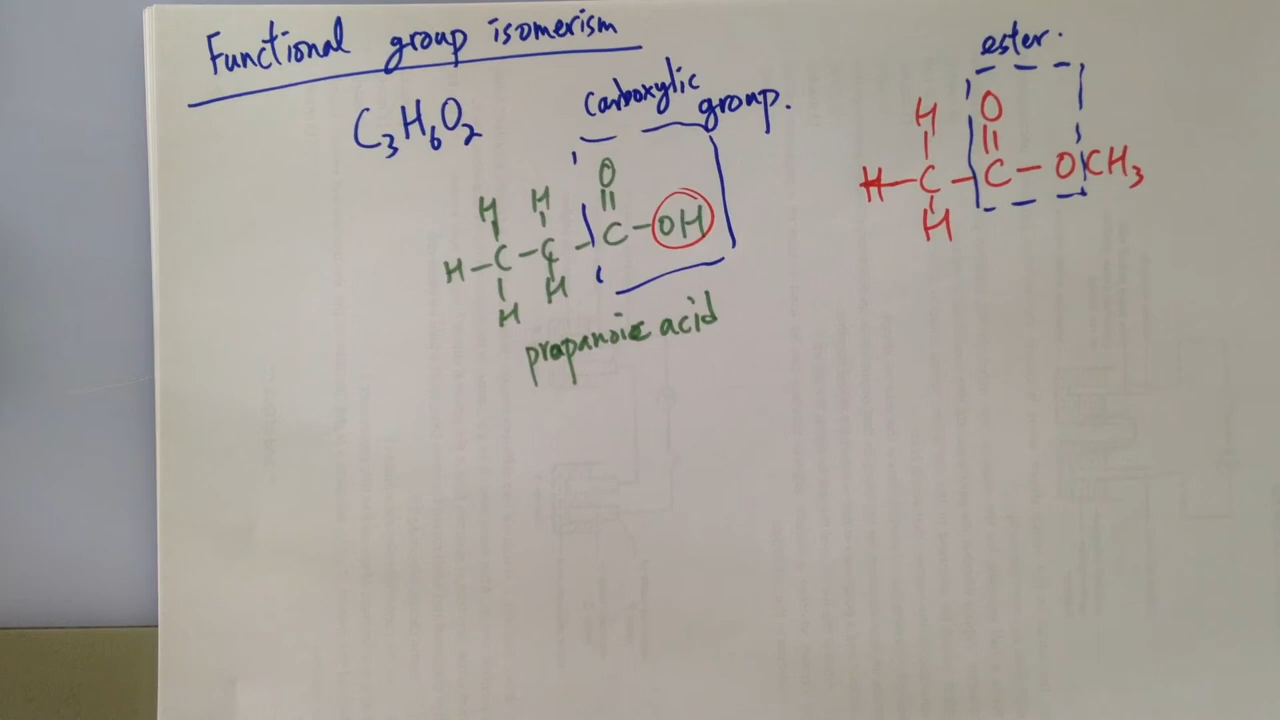 Functional group isomerism
C₃H₆O₂
carboxylic group.
O
||
H H
H-C-C-C-OH
H H
propanoic acid
ester.
H O
||
H-C-C-OCH₃
H